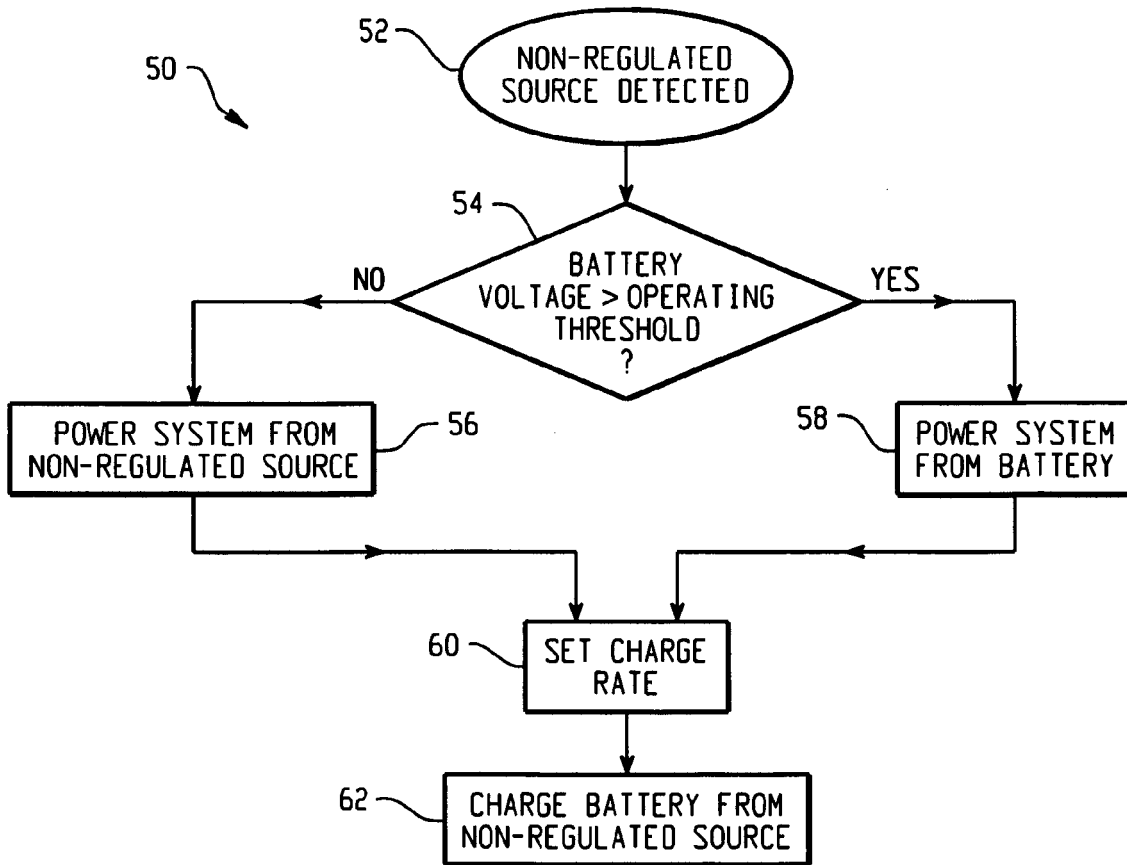 52
NON-REGULATED
SOURCE DETECTED
50
54
BATTERY
VOLTAGE > OPERATING
THRESHOLD
?
NO
YES
POWER SYSTEM FROM
NON-REGULATED SOURCE
56
58
POWER SYSTEM
FROM BATTERY
60
SET CHARGE
RATE
62
CHARGE BATTERY FROM
NON-REGULATED SOURCE